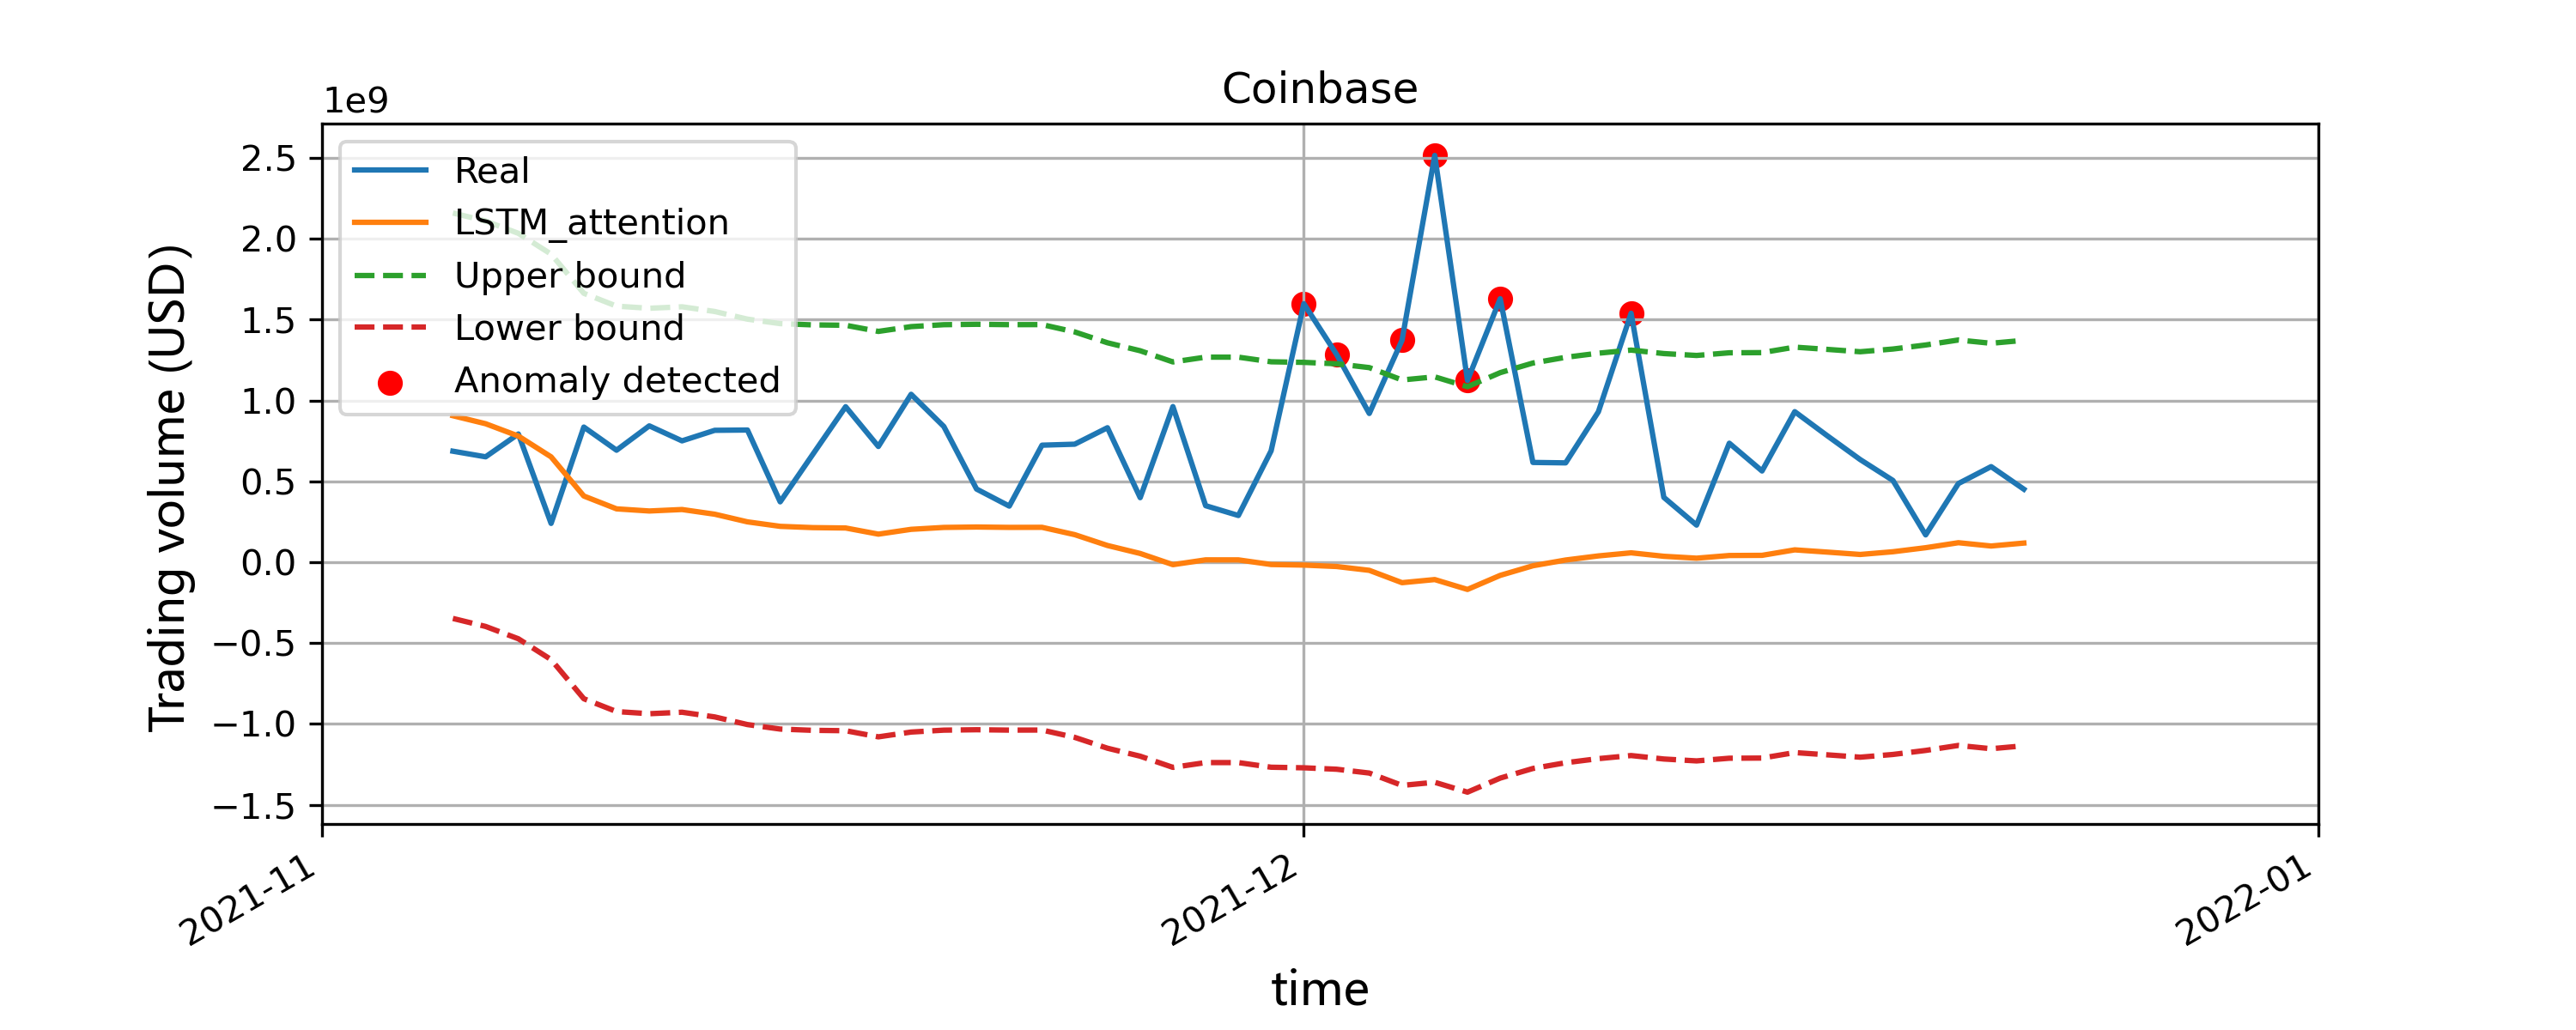 Coinbase
1e9
2.5
2.0
1.5
1.0
0.5
0.0
−0.5
−1.0
−1.5
Trading volume (USD)
Real
LSTM_attention
Upper bound
Lower bound
Anomaly detected
2021-11
2021-12
2022-01
time